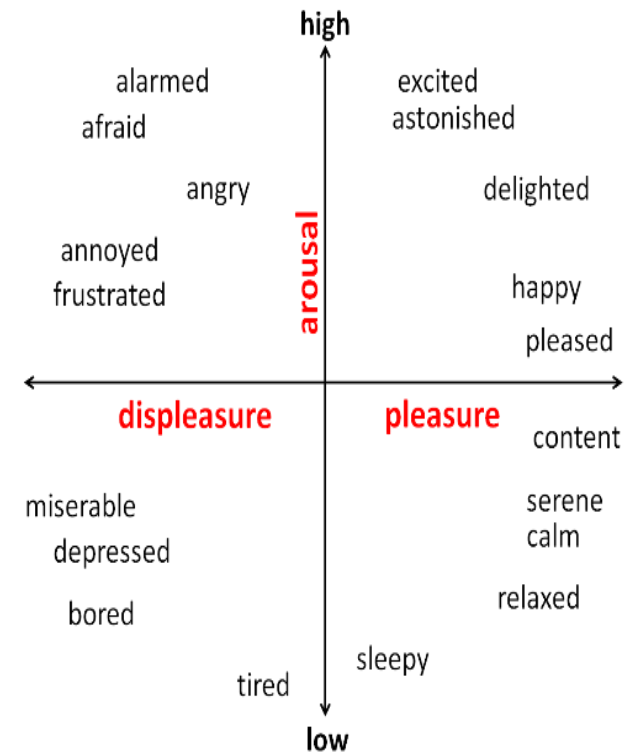 high
alarmed
excited
afraid
astonished
angry
delighted
arousal
annoyed
frustrated
happy
pleased
displeasure
pleasure
content
miserable
serene
depressed
calm
bored
relaxed
tired
sleepy
low